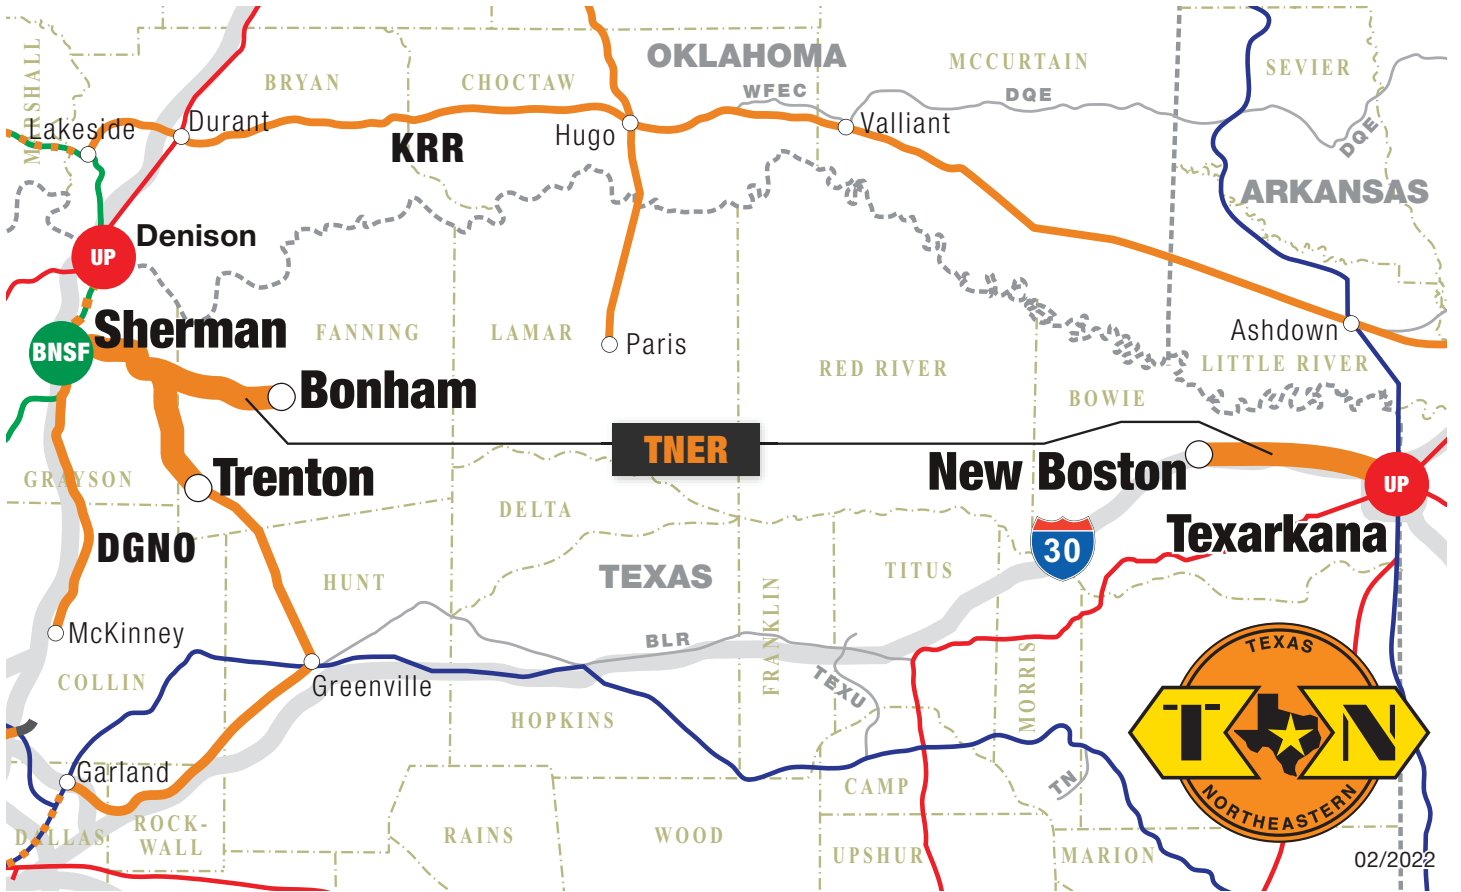 MARSHALL
BRYAN
CHOCTAW
OKLAHOMA
MCCURTAIN
SEVIER
WFEC
DQE
Lakeside
Durant
KRR
Hugo
Valliant
DQE
ARKANSAS
UP
Denison
BNSF
Sherman
FANNING
LAMAR
Paris
Ashdown
RED RIVER
LITTLE RIVER
Bonham
BOWIE
TNER
GRAYSON
Trenton
New Boston
UP
DELTA
DGNO
Texarkana
30
HUNT
TEXAS
TITUS
McKinney
BLR
FRANKLIN
COLLIN
Greenville
TEXU
MORRIS
HOPKINS
TEXAS
T N
NORTHEASTERN
Garland
CAMP
TN
DALLAS
ROCK-
WALL
RAINS
WOOD
UPSHUR
MARION
02/2022